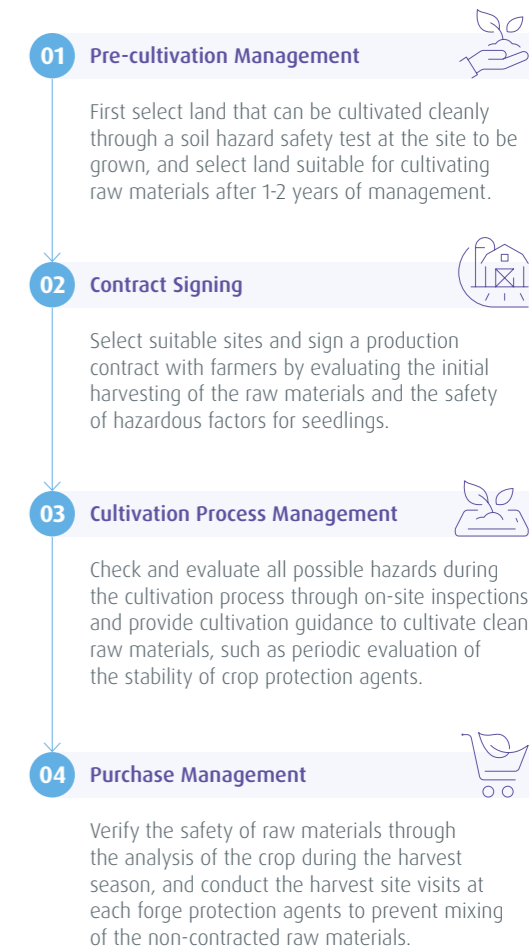 01 Pre-cultivation Management
First select land that can be cultivated cleanly
through a soil hazard safety test at the site to be
grown, and select land suitable for cultivating
raw materials after 1-2 years of management.
02 Contract Signing
Select suitable sites and sign a production
contract with farmers by evaluating the initial
harvesting of the raw materials and the safety
of hazardous factors for seedlings.
03 Cultivation Process Management
Check and evaluate all possible hazards during
the cultivation process through on-site inspections
and provide cultivation guidance to cultivate clean
raw materials, such as periodic evaluation of
the stability of crop protection agents.
04 Purchase Management
Verify the safety of raw materials through
the analysis of the crop during the harvest
season, and conduct the harvest site visits at
each forge protection agents to prevent mixing
of the non-contracted raw materials.